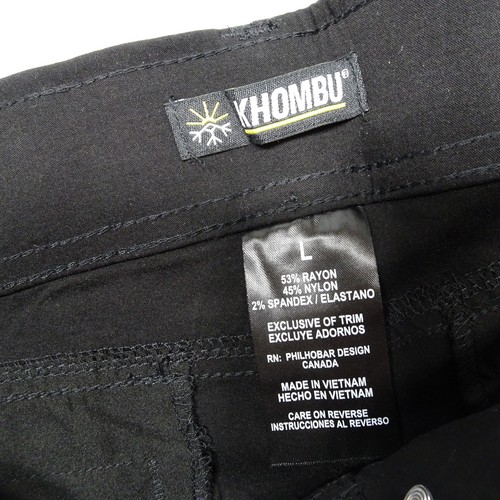 KHOMBU®
L
53% RAYON
45% NYLON
2% SPANDEX / ELASTANO
EXCLUSIVE OF TRIM
EXCLUYE ADORNOS
RN: PHILHOBAR DESIGN
CANADA
MADE IN VIETNAM
HECHO EN VIETNAM
CARE ON REVERSE
INSTRUCCIONES AL REVERSO